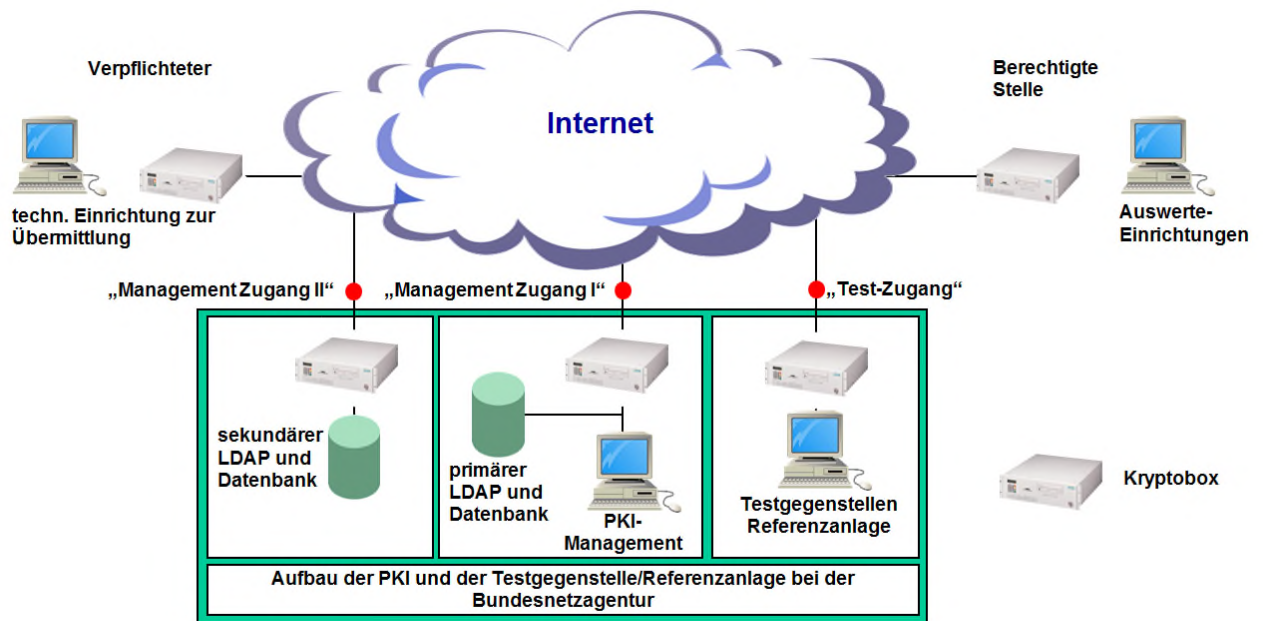 Verpflichteter
Internet
Berechtigte
Stelle
techn. Einrichtung zur
Übermittlung
Auswerte-
Einrichtungen
„Management Zugang II“
„Management Zugang I“
„Test-Zugang“
sekundärer
LDAP und
Datenbank
primärer
LDAP und
Datenbank
PKI-
Management
Testgegenstellen
Referenzanlage
Kryptobox
Aufbau der PKI und der Testgegenstelle/Referenzanlage bei der
Bundesnetzagentur